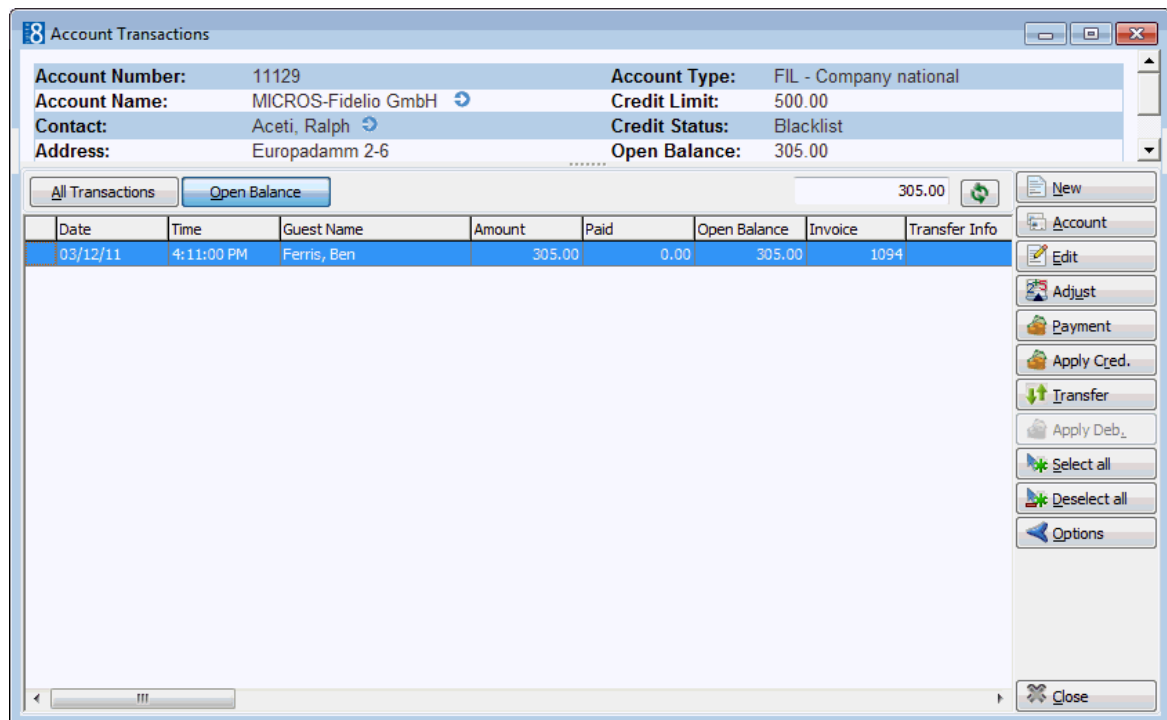 8 Account Transactions
Account Number: 11129 Account Type: FIL - Company national
Account Name: MICROS-Fidelio GmbH Credit Limit: 500.00
Contact: Aceti, Ralph Credit Status: Blacklist
Address: Europadamm 2-6 Open Balance: 305.00
All Transactions Open Balance 305.00
Date Time Guest Name Amount Paid Open Balance Invoice Transfer Info
03/12/11 4:11:00 PM Ferris, Ben 305.00 0.00 305.00 1094
New
Account
Edit
Adjust
Payment
Apply Cred.
Transfer
Apply Deb.
Select all
Deselect all
Options
Close